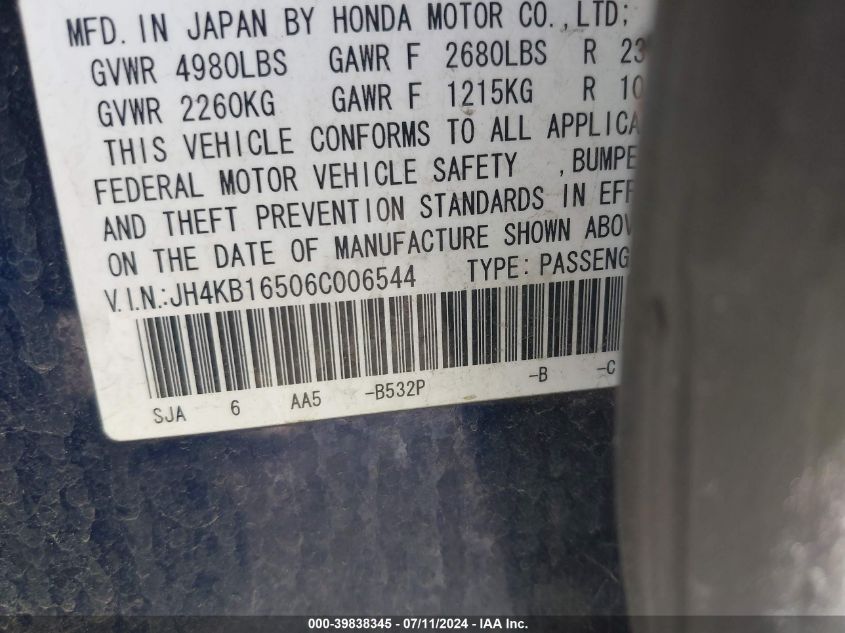 MFD. IN JAPAN BY HONDA MOTOR CO.,LTD;
GVWR 4980LBS GAWR F 2680LBS R 23
GVWR 2260KG GAWR F 1215KG R 10
THIS VEHICLE CONFORMS TO ALL APPLICA
FEDERAL MOTOR VEHICLE SAFETY ,BUMPE
AND THEFT PREVENTION STANDARDS IN EFF
ON THE DATE OF MANUFACTURE SHOWN ABOV
V.I.N.:JH4KB16506C006544 TYPE: PASSENG
SJA 6 AA5 -B532P -B -C
000-39838345 - 07/11/2024 - IAA Inc.